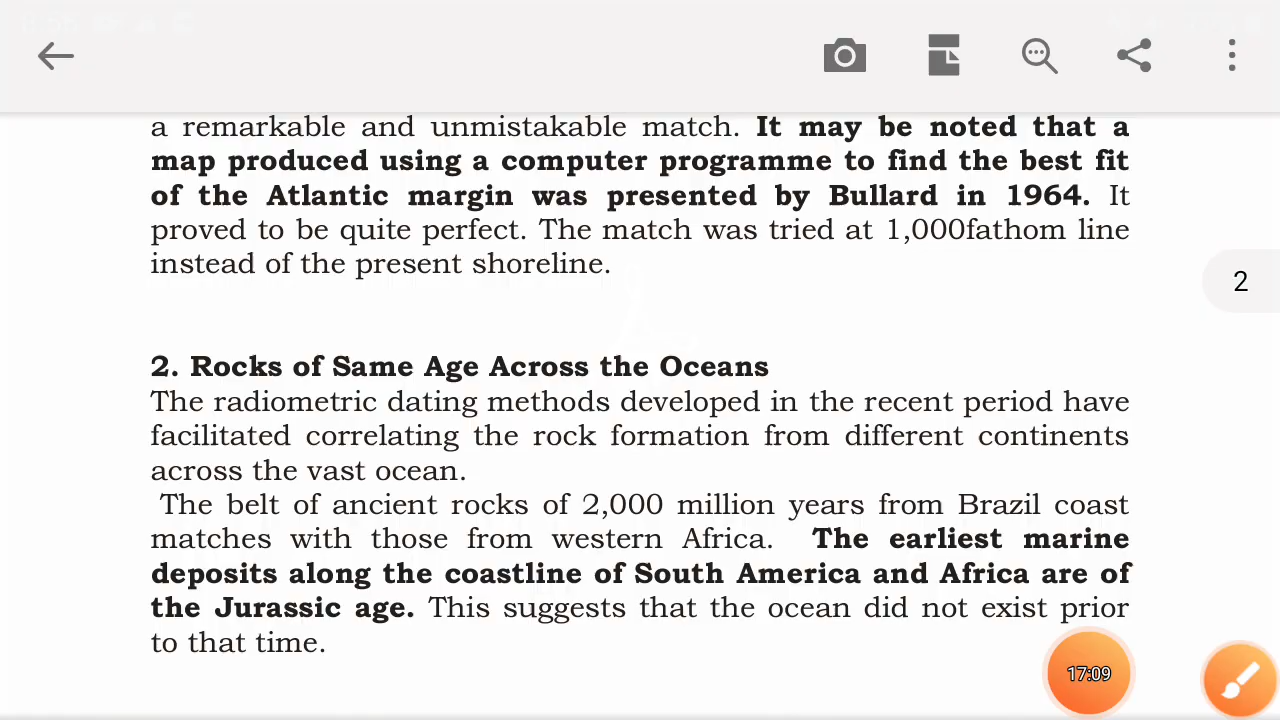 a remarkable and unmistakable match. It may be noted that a
map produced using a computer programme to find the best fit
of the Atlantic margin was presented by Bullard in 1964. It
proved to be quite perfect. The match was tried at 1,000fathom line
instead of the present shoreline.
2
2. Rocks of Same Age Across the Oceans
The radiometric dating methods developed in the recent period have
facilitated correlating the rock formation from different continents
across the vast ocean.
The belt of ancient rocks of 2,000 million years from Brazil coast
matches with those from western Africa. The earliest marine
deposits along the coastline of South America and Africa are of
the Jurassic age. This suggests that the ocean did not exist prior
to that time.
17:09